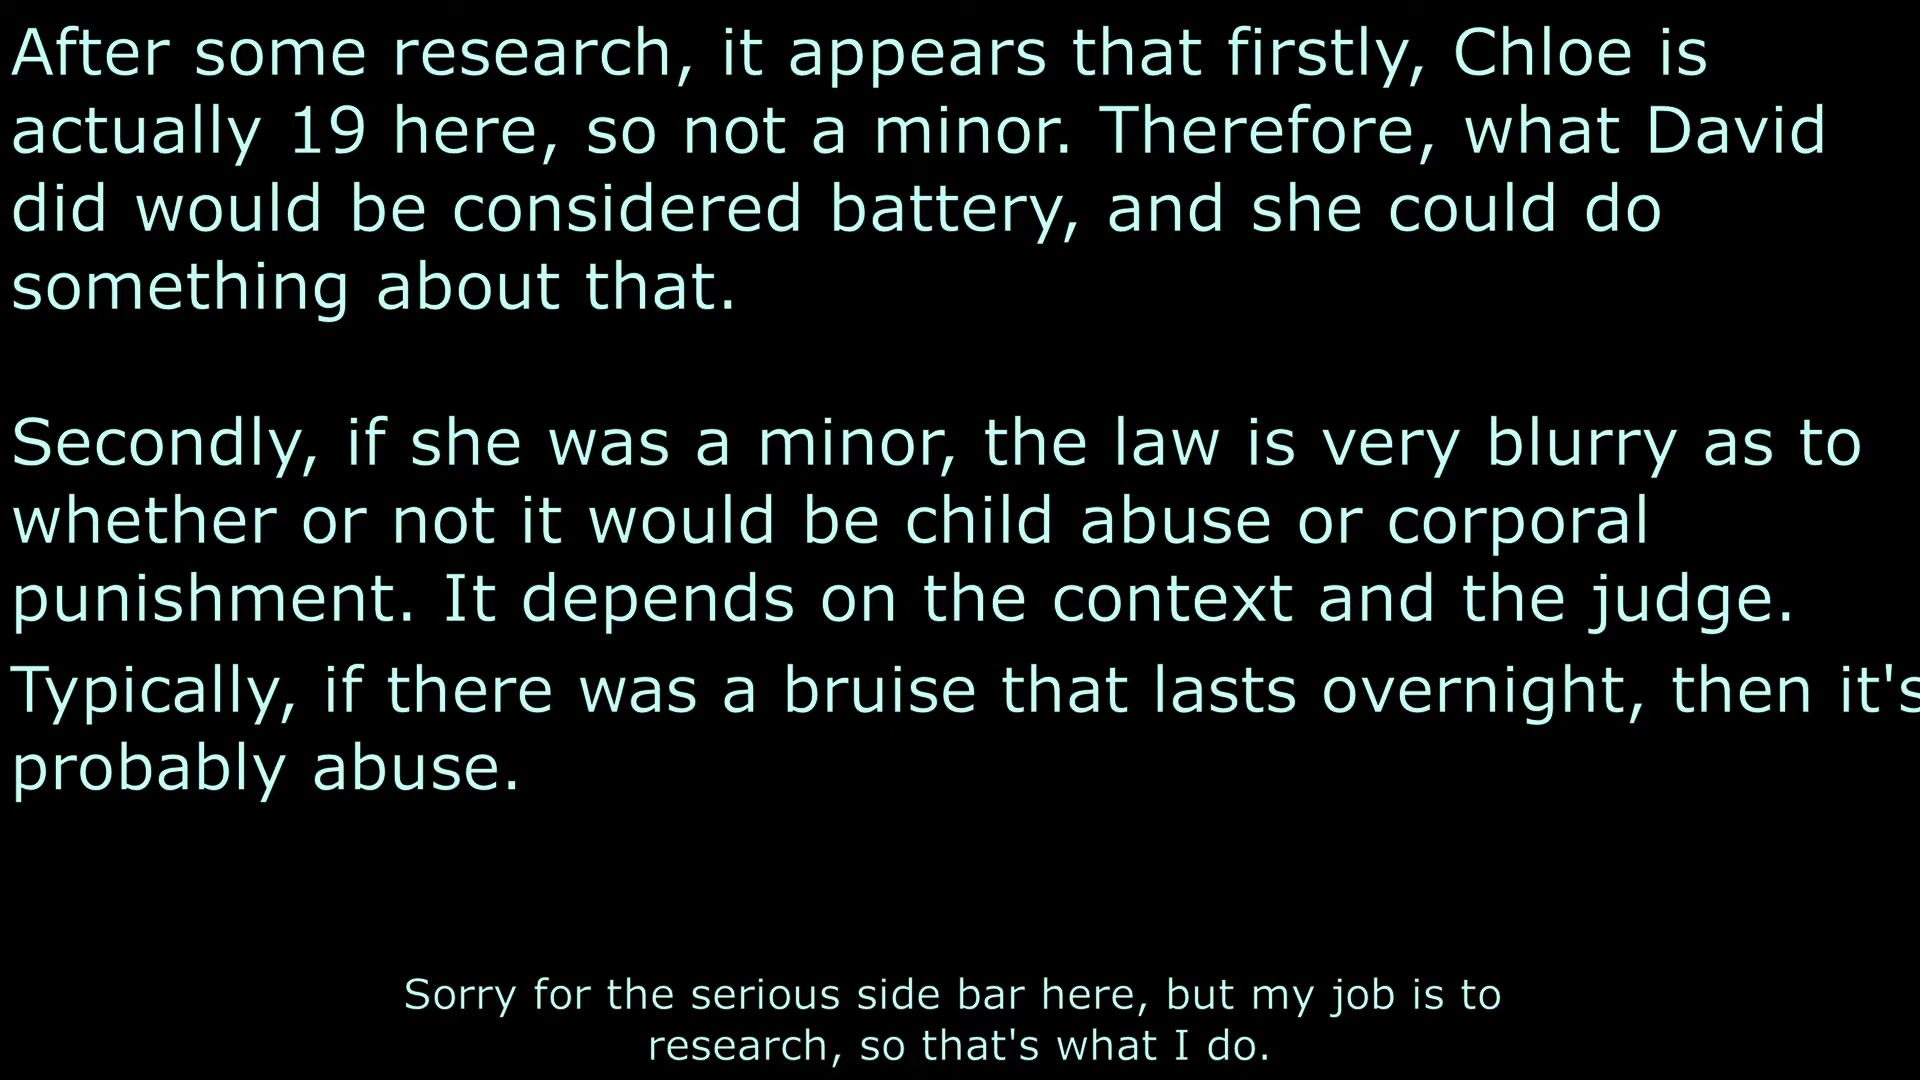 After some research, it appears that firstly, Chloe is
actually 19 here, so not a minor. Therefore, what David
did would be considered battery, and she could do
something about that.
Secondly, if she was a minor, the law is very blurry as to
whether or not it would be child abuse or corporal
punishment. It depends on the context and the judge.
Typically, if there was a bruise that lasts overnight, then it's
probably abuse.
Sorry for the serious side bar here, but my job is to
research, so that's what I do.